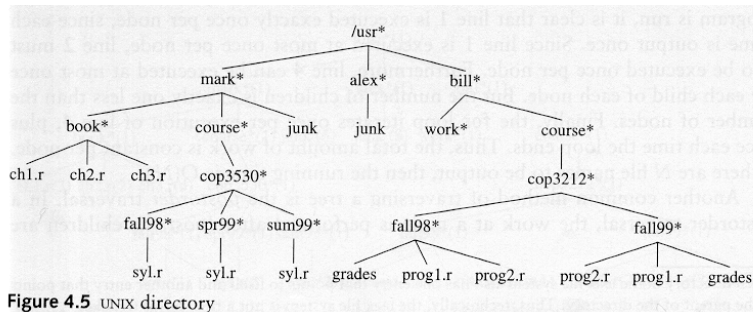 /usr*
mark* alex* bill*
book* course* junk junk work* course*
ch1.r ch2.r ch3.r cop3530* cop3212*
fall98* spr99* sum99* fall98* fall99*
syl.r syl.r syl.r grades prog1.r prog2.r prog2.r prog1.r grades
Figure 4.5 UNIX directory